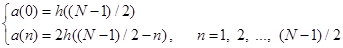 a(0) = h((N−1)/2)
a(n) = 2h((N−1)/2−n), n=1, 2, ..., (N−1)/2